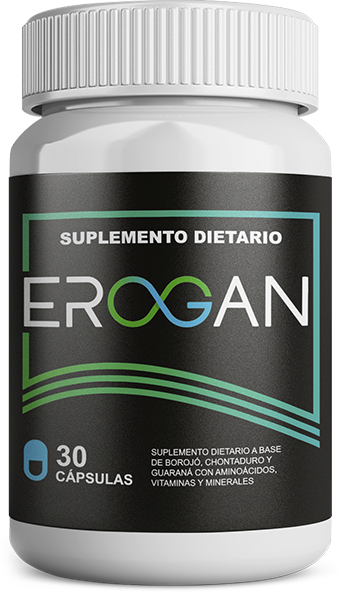 SUPLEMENTO DIETARIO
EROGAN
30
CÁPSULAS
SUPLEMENTO DIETARIO A BASE
DE BOROJÓ, CHONTADURO Y
GUARANÁ CON AMINOÁCIDOS,
VITAMINAS Y MINERALES